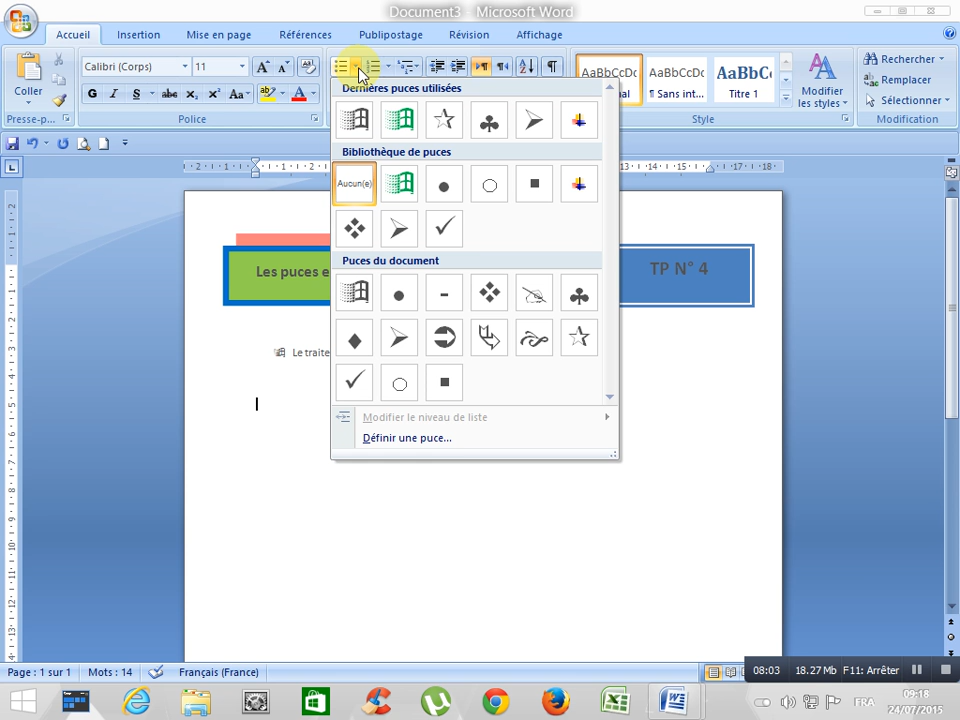 Document3 - Microsoft Word
Accueil Insertion Mise en page Références Publipostage Révision Affichage
Calibri (Corps) 11
Coller
Presse-p...
G I S abc x₂ x² Aa
Police
AaBbCcDc AaBbCcDc AaBbC
¶ Sans int... Titre 1
Modifier les styles
Style
Rechercher
Remplacer
Sélectionner
Modification
Dernières puces utilisées
Bibliothèque de puces
Aucun(e)
Puces du document
Modifier le niveau de liste
Définir une puce...
Les puces e
TP N° 4
Le traite
Page : 1 sur 1 Mots : 14 Français (France)
08:03 18.27 Mb F11: Arrêter
FRA
09:18
24/07/2015